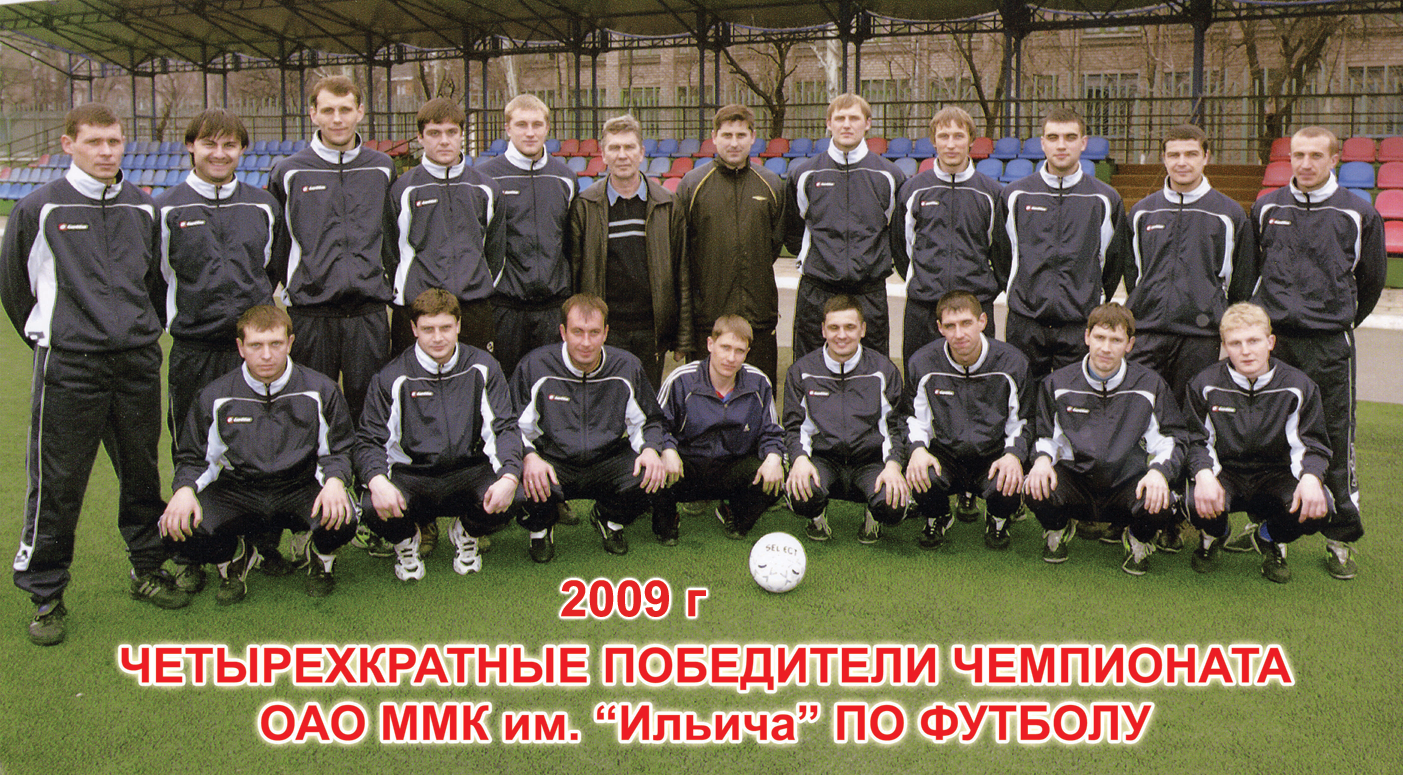 SELECT
2009 г
ЧЕТЫРЕХКРАТНЫЕ ПОБЕДИТЕЛИ ЧЕМПИОНАТА
ОАО ММК им. “Ильича” ПО ФУТБОЛУ